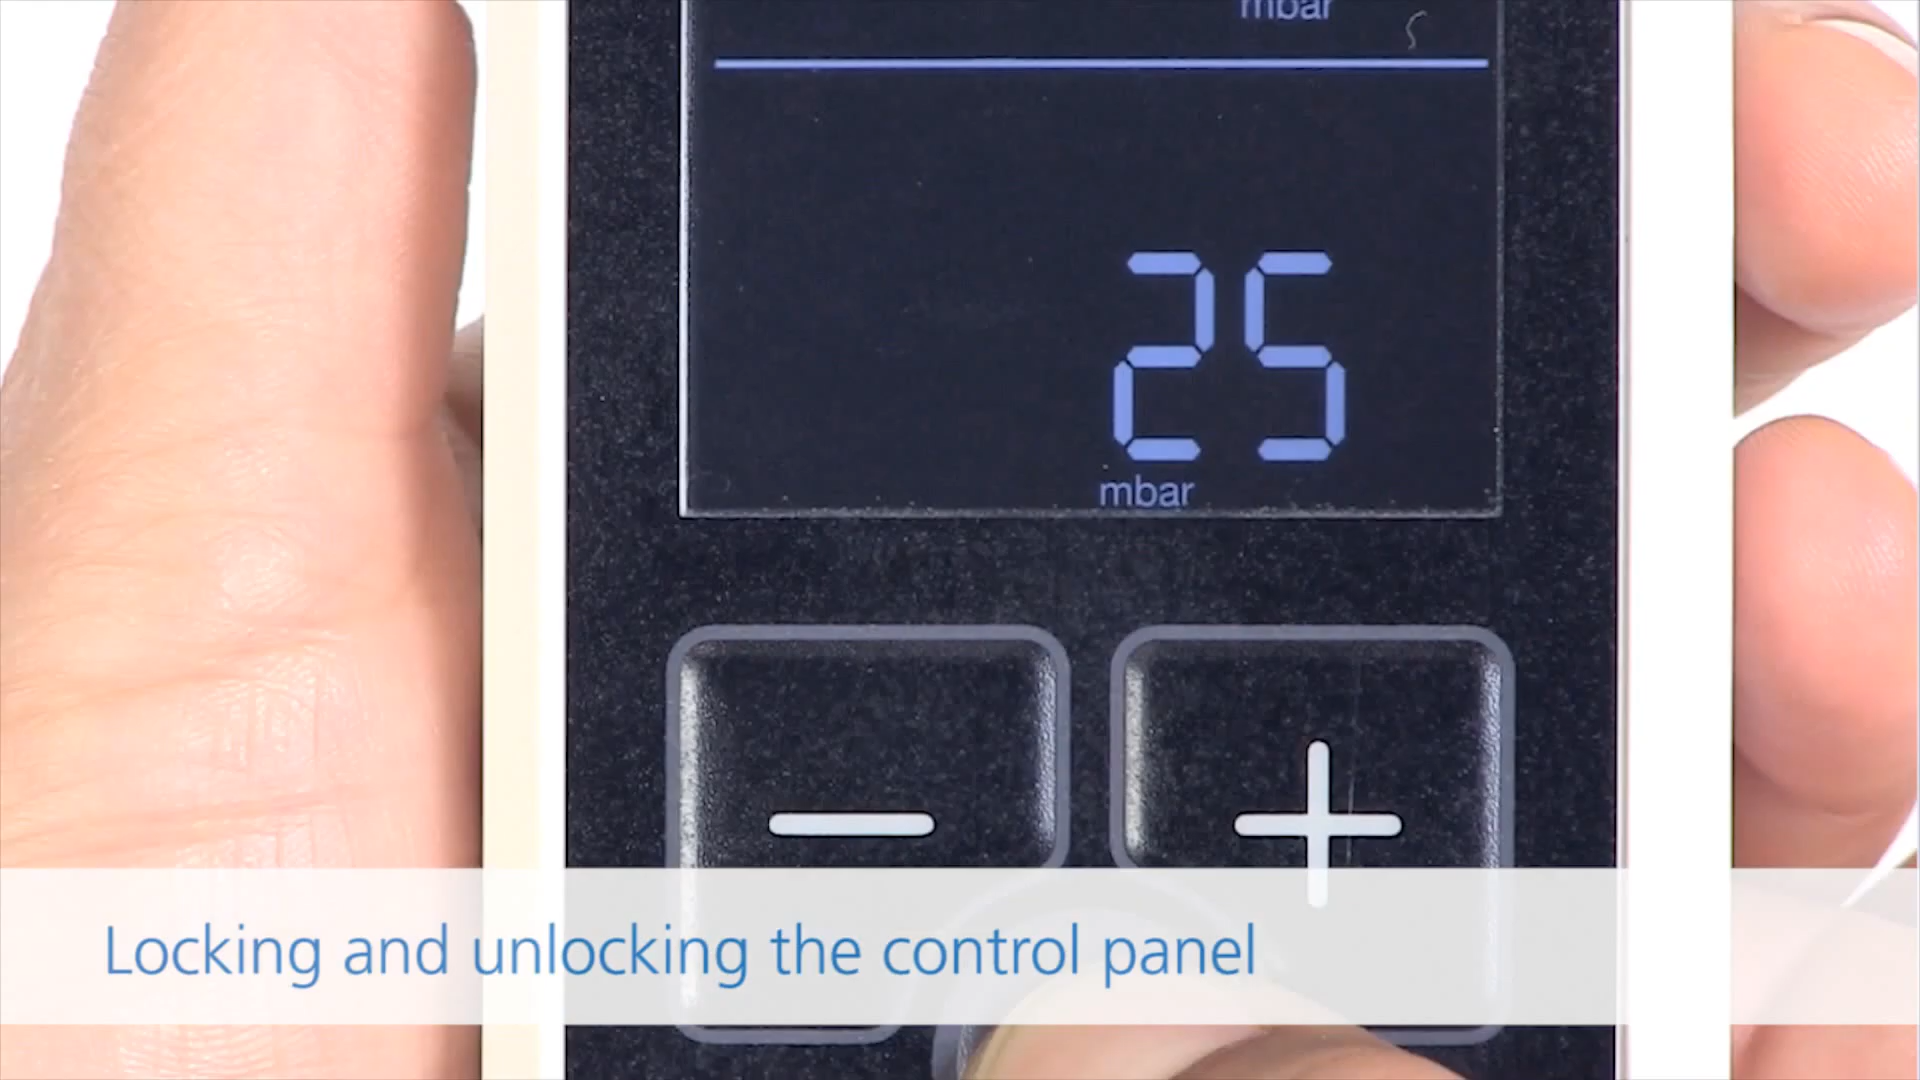 mbar
25
mbar
− +
Locking and unlocking the control panel